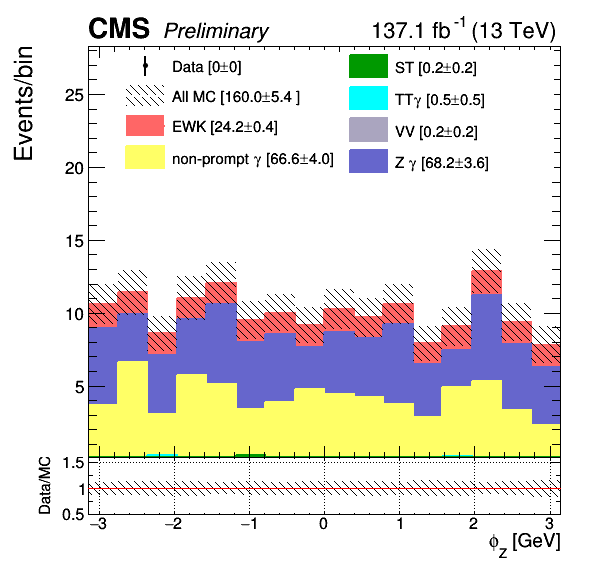 CMS Preliminary 137.1 fb⁻¹ (13 TeV)
Events/bin
Data [0±0]
All MC [160.0±5.4 ]
EWK [24.2±0.4]
non-prompt γ [66.6±4.0]
ST [0.2±0.2]
TTγ [0.5±0.5]
VV [0.2±0.2]
Z γ [68.2±3.6]
25
20
15
10
5
Data/MC
1.5
1
0.5
−3 −2 −1 0 1 2 3
ϕ_Z [GeV]